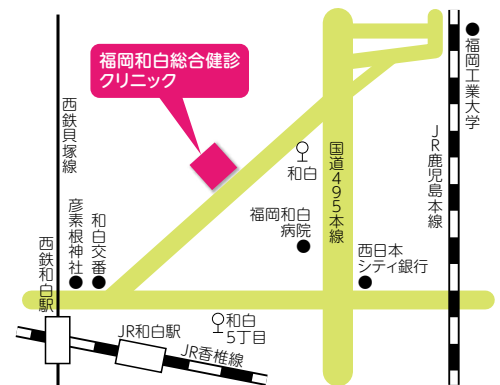 福岡和白総合健診
クリニック
福岡工業大学
西鉄貝塚線
JR鹿児島本線
国道495本線
和白
福岡和白
病院
西日本
シティ銀行
彦素根神社
和白交番
西鉄和白駅
JR和白駅
JR香椎線
和白
5丁目